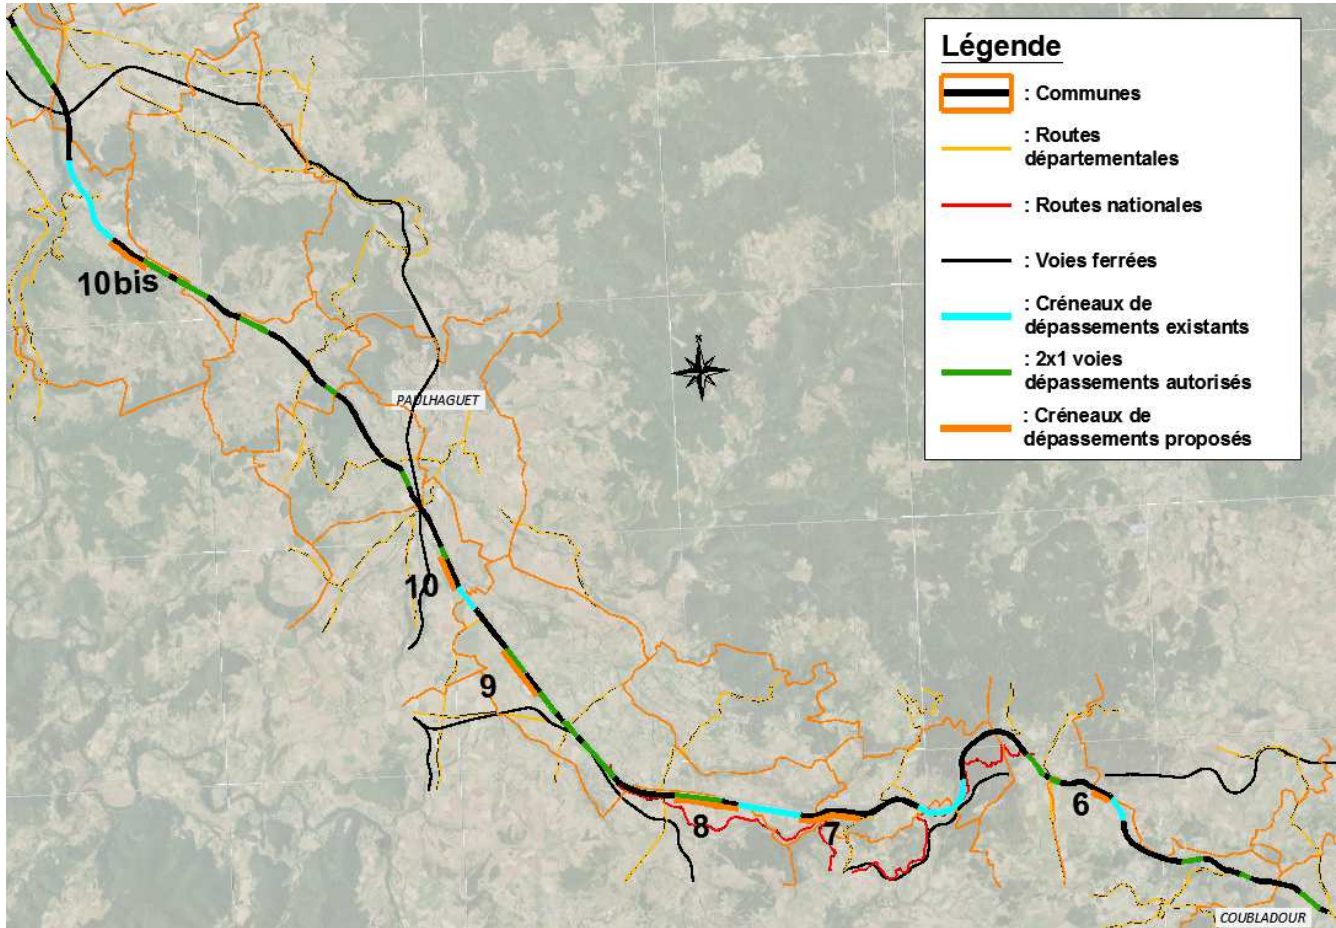 Légende
: Communes
: Routes
départementales
: Routes nationales
: Voies ferrées
: Créneaux de
dépassements existants
: 2x1 voies
dépassements autorisés
: Créneaux de
dépassements proposés
10bis
N
PAULHAGUET
10
9
8
7
6
COUBLADOUR